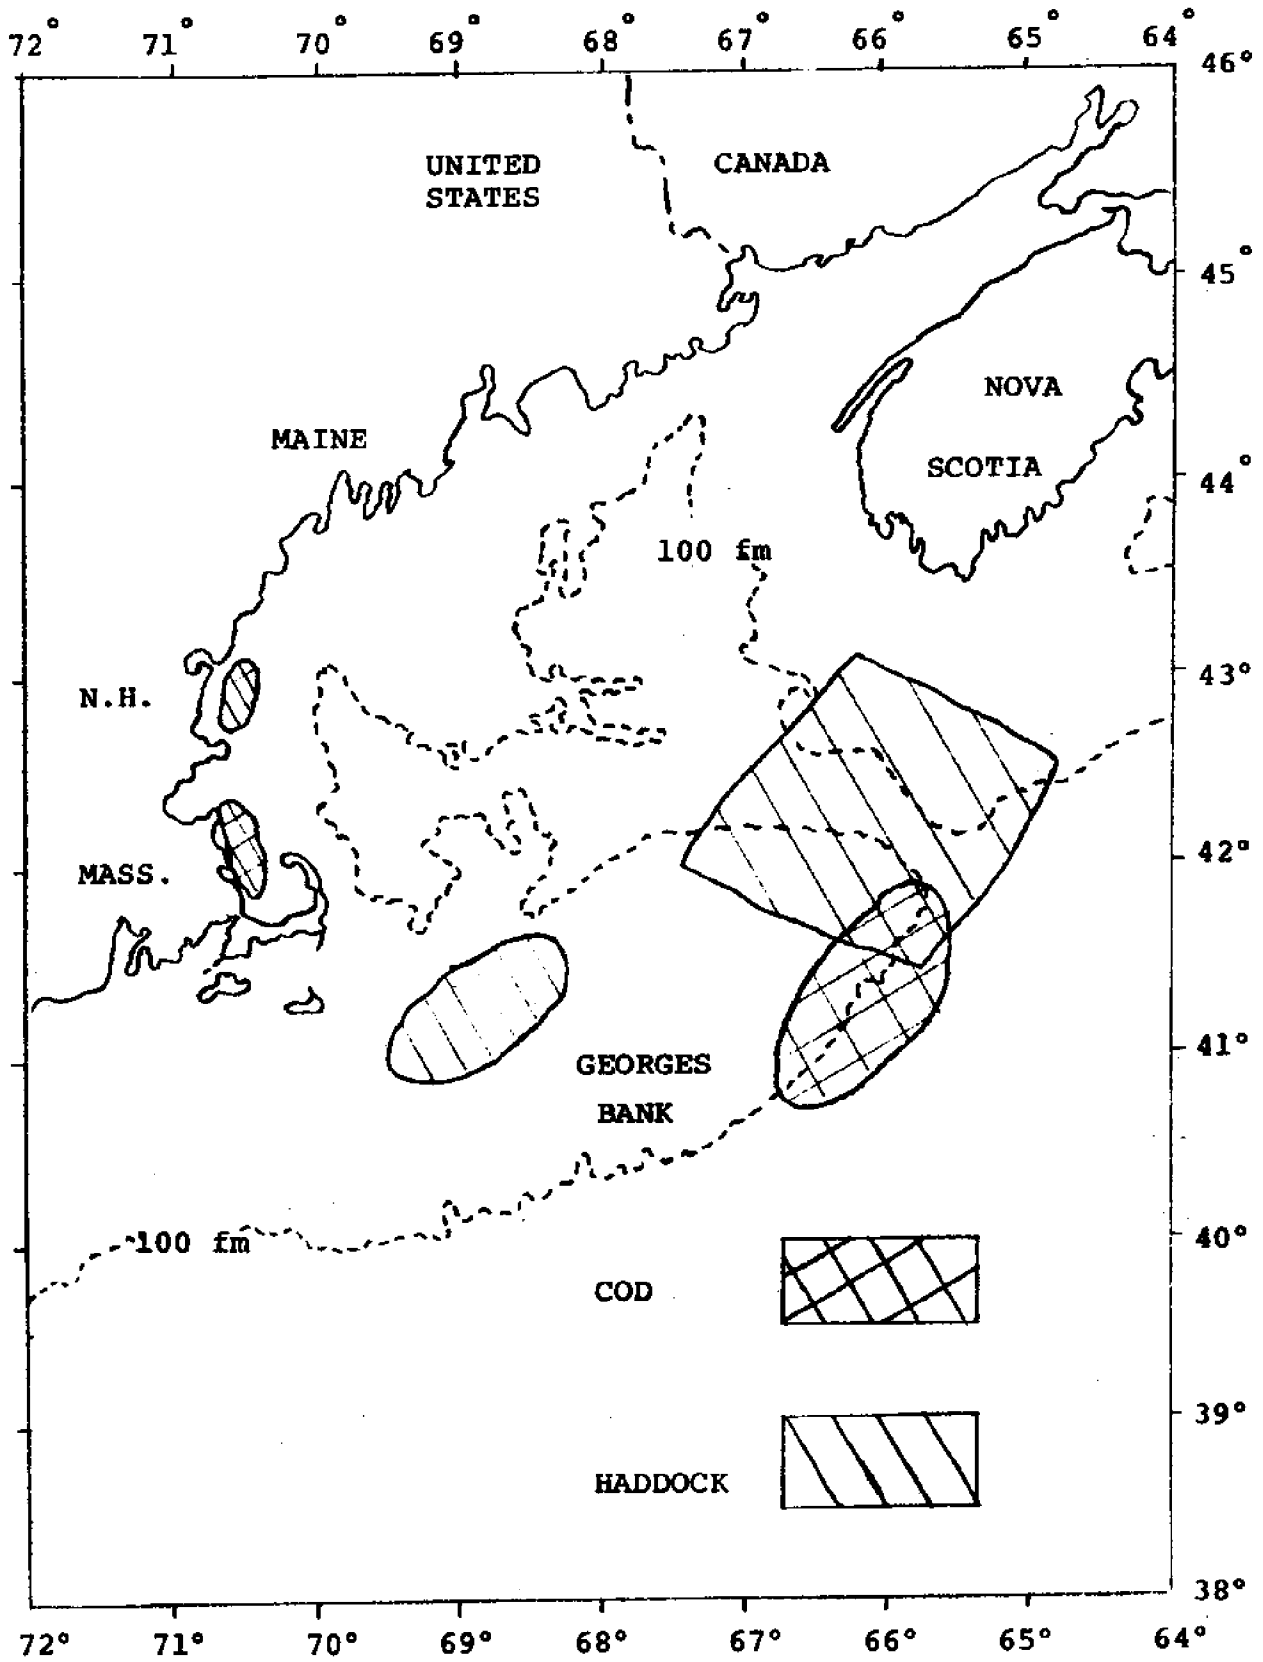 72° 71° 70° 69° 68° 67° 66° 65° 64°
46°
UNITED
STATES
CANADA
45°
NOVA
SCOTIA
MAINE
44°
100 fm
43°
N.H.
42°
MASS.
41°
GEORGES
BANK
100 fm
40°
COD
39°
HADDOCK
38°
72° 71° 70° 69° 68° 67° 66° 65° 64°